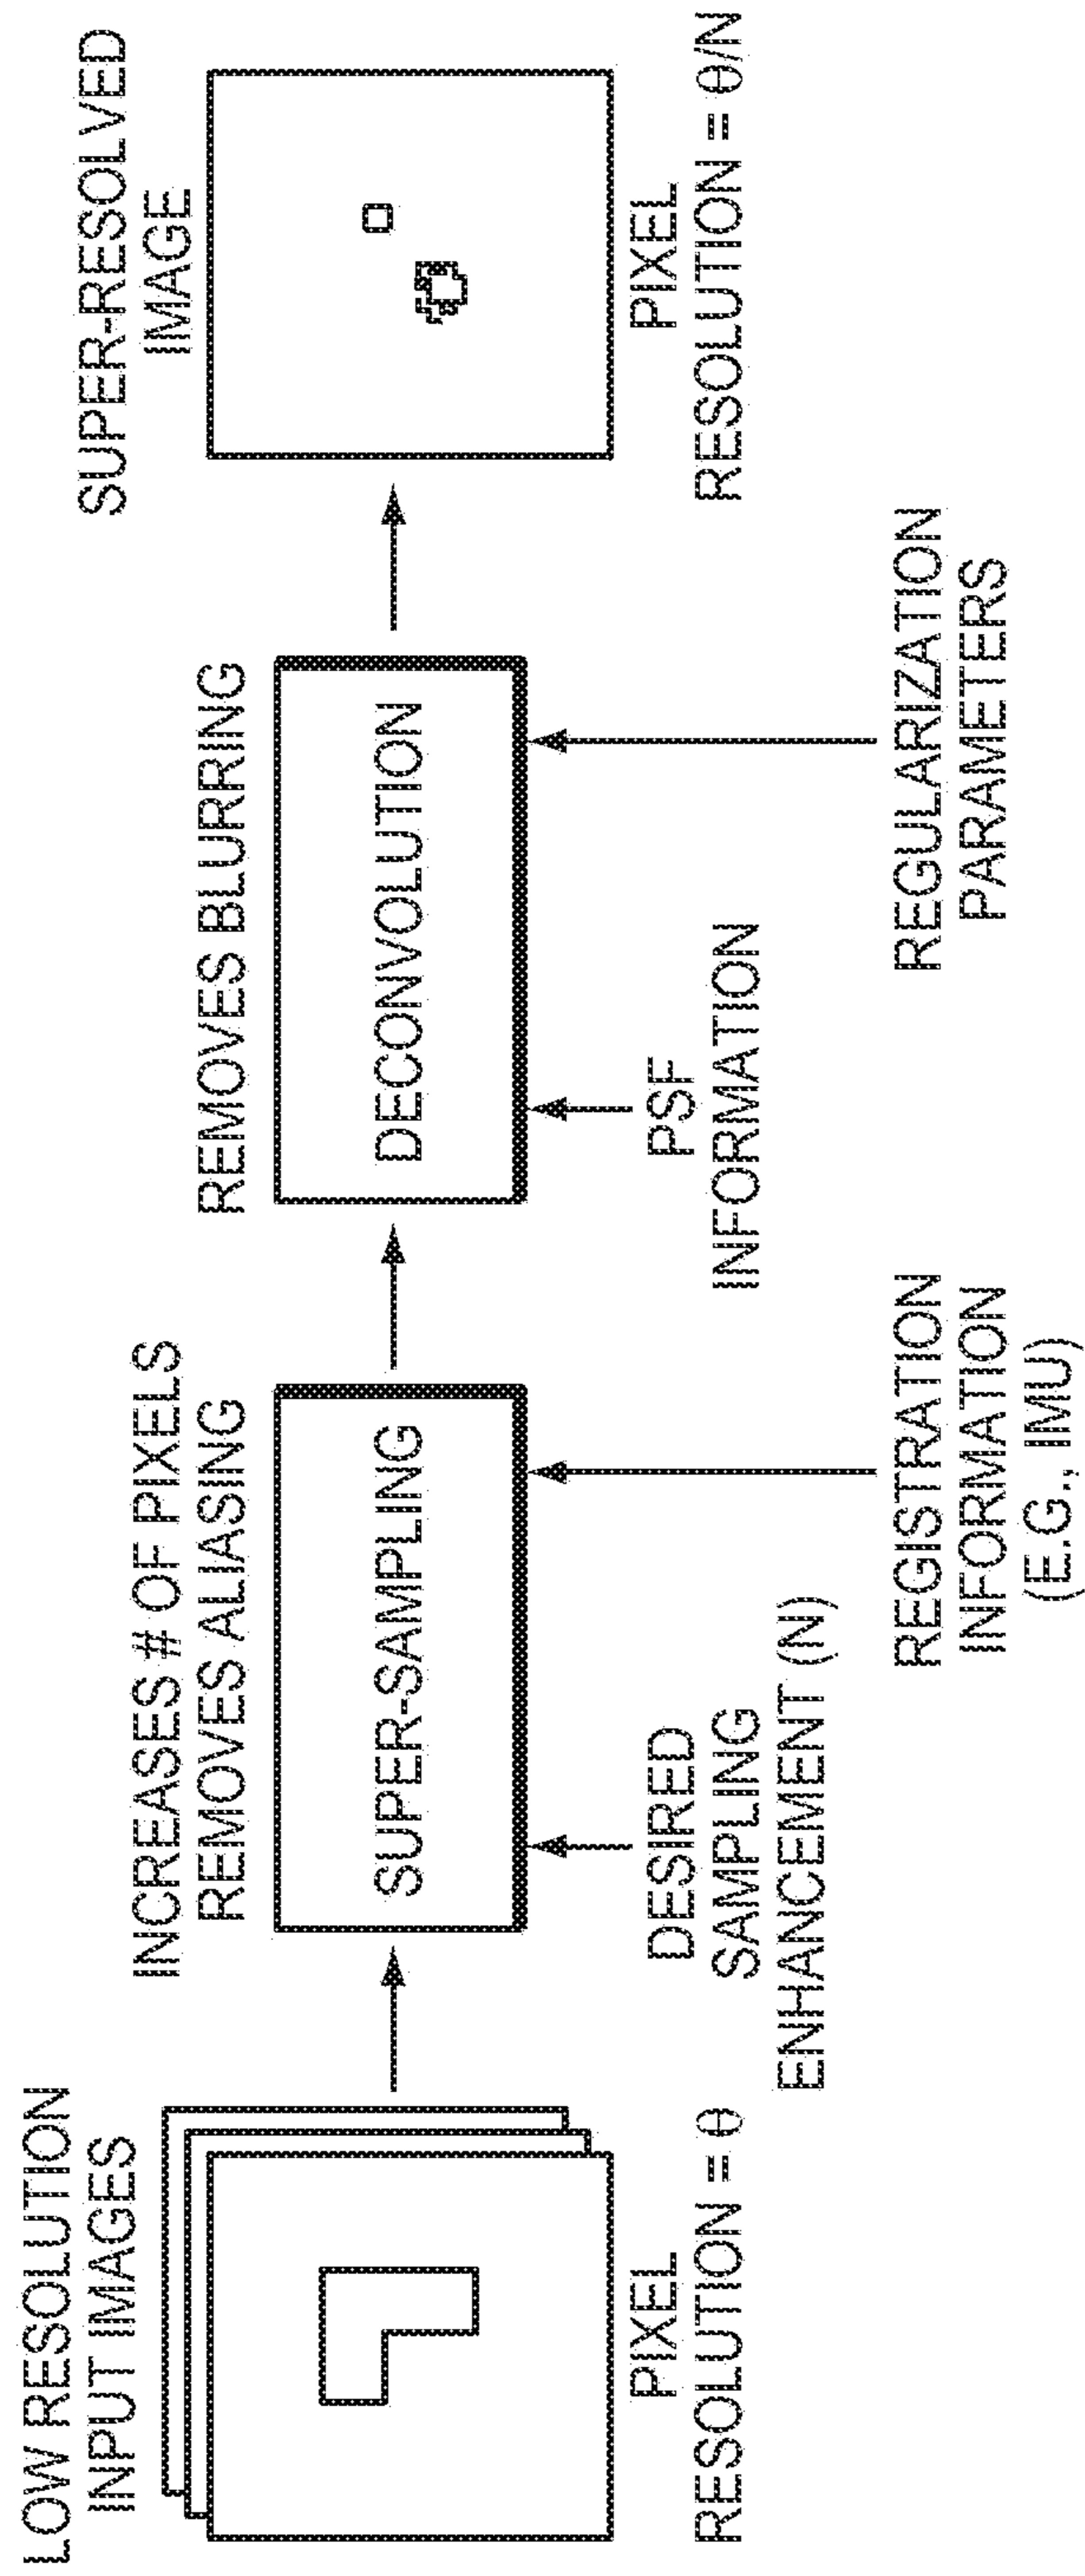 LOW RESOLUTION
INPUT IMAGES
PIXEL
RESOLUTION = θ
INCREASES # OF PIXELS
REMOVES ALIASING
SUPER-SAMPLING
DESIRED
SAMPLING
ENHANCEMENT (N)
REGISTRATION
INFORMATION
(E.G., IMU)
REMOVES BLURRING
DECONVOLUTION
PSF
INFORMATION
REGULARIZATION
PARAMETERS
SUPER-RESOLVED
IMAGE
PIXEL
RESOLUTION = θ/N